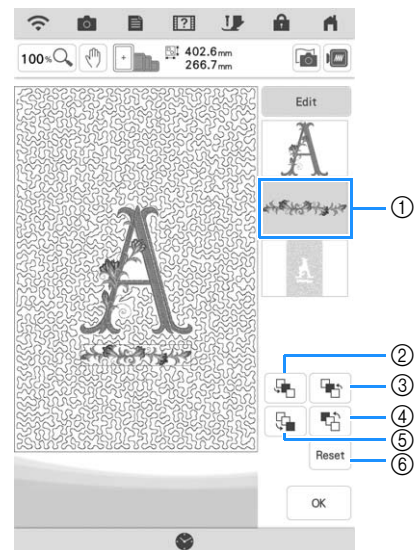 100% 402.6mm
266.7mm
Edit
A
①
②
③
④
⑤
Reset ⑥
OK